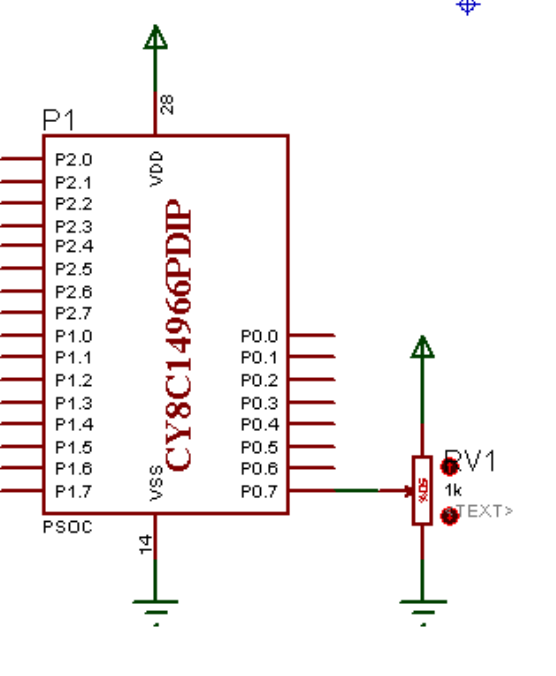 28
P1
VDD
P2.0
P2.1
P2.2
P2.3
P2.4
P2.5
P2.6
P2.7
P1.0
P1.1
P1.2
P1.3
P1.4
P1.5
P1.6
P1.7
CY8C14966PDIP
VSS
P0.0
P0.1
P0.2
P0.3
P0.4
P0.5
P0.6
P0.7
PSOC
14
RV1
50%
1k
TEXT>